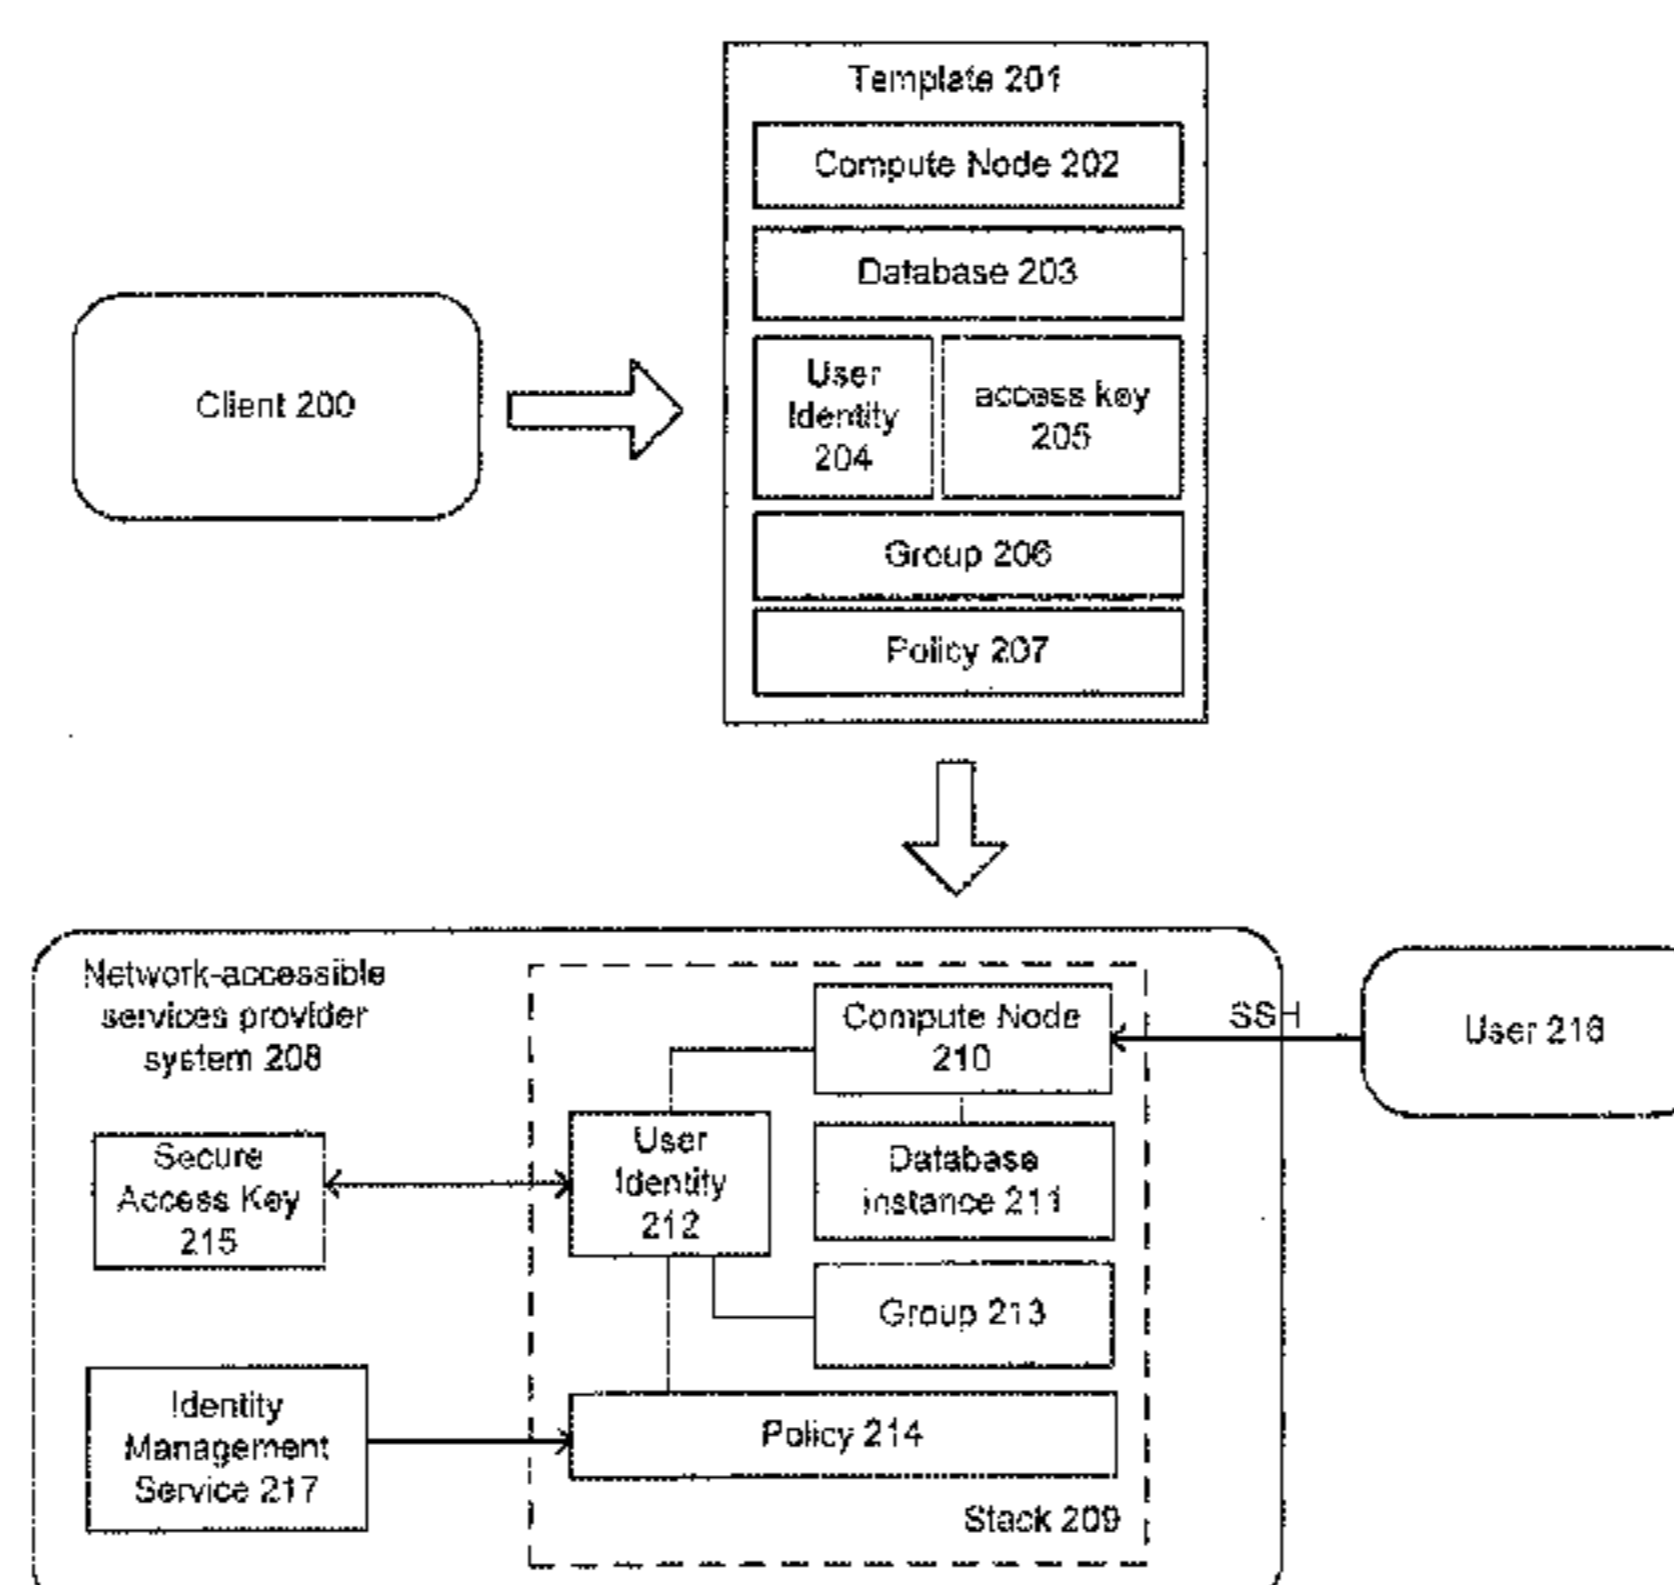 Template 201
Compute Node 202
Database 203
User
Identity
204
access key
205
Group 206
Policy 207
Client 200
Network-accessible
services provider
system 208
Compute Node
210
SSH
User 216
Secure
Access Key
215
User
Identity
212
Database
instance 211
Group 213
Identity
Management
Service 217
Policy 214
Stack 209